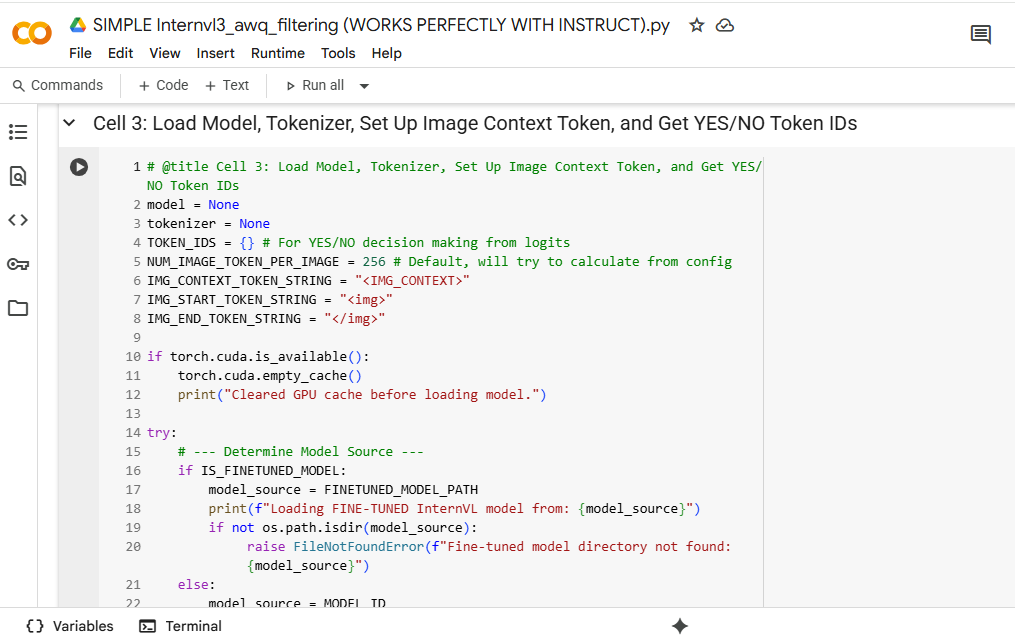 SIMPLE Internvl3_awq_filtering (WORKS PERFECTLY WITH INSTRUCT).py
File Edit View Insert Runtime Tools Help
Commands + Code + Text Run all
Cell 3: Load Model, Tokenizer, Set Up Image Context Token, and Get YES/NO Token IDs
1 # @title Cell 3: Load Model, Tokenizer, Set Up Image Context Token, and Get YES/
NO Token IDs
2 model = None
3 tokenizer = None
4 TOKEN_IDS = {} # For YES/NO decision making from logits
5 NUM_IMAGE_TOKEN_PER_IMAGE = 256 # Default, will try to calculate from config
6 IMG_CONTEXT_TOKEN_STRING = "<IMG_CONTEXT>"
7 IMG_START_TOKEN_STRING = "<img>"
8 IMG_END_TOKEN_STRING = "</img>"
9
10 if torch.cuda.is_available():
11     torch.cuda.empty_cache()
12     print("Cleared GPU cache before loading model.")
13
14 try:
15     # --- Determine Model Source ---
16     if IS_FINETUNED_MODEL:
17         model_source = FINETUNED_MODEL_PATH
18         print(f"Loading FINE-TUNED InternVL model from: {model_source}")
19         if not os.path.isdir(model_source):
20             raise FileNotFoundError(f"Fine-tuned model directory not found:
{model_source}")
21     else:
22         model_source = MODEL_ID
{} Variables Terminal